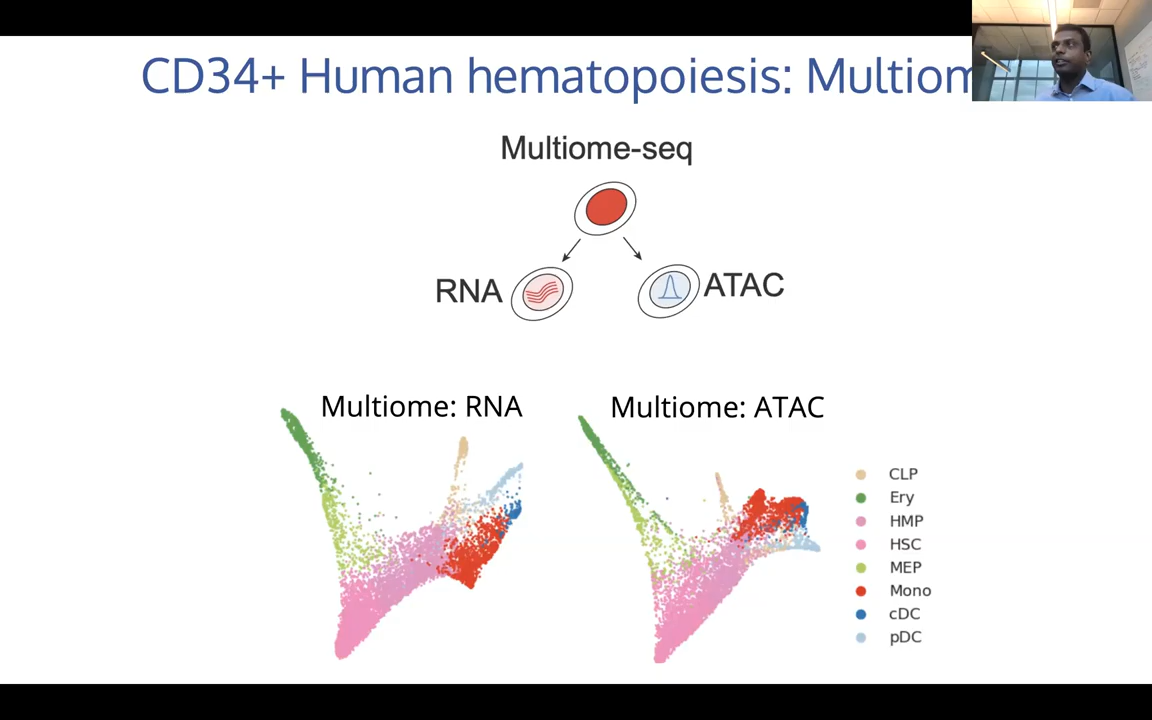 CD34+ Human hematopoiesis: Multiom
Multiome-seq
RNA
ATAC
Multiome: RNA
Multiome: ATAC
CLP
Ery
HMP
HSC
MEP
Mono
cDC
pDC